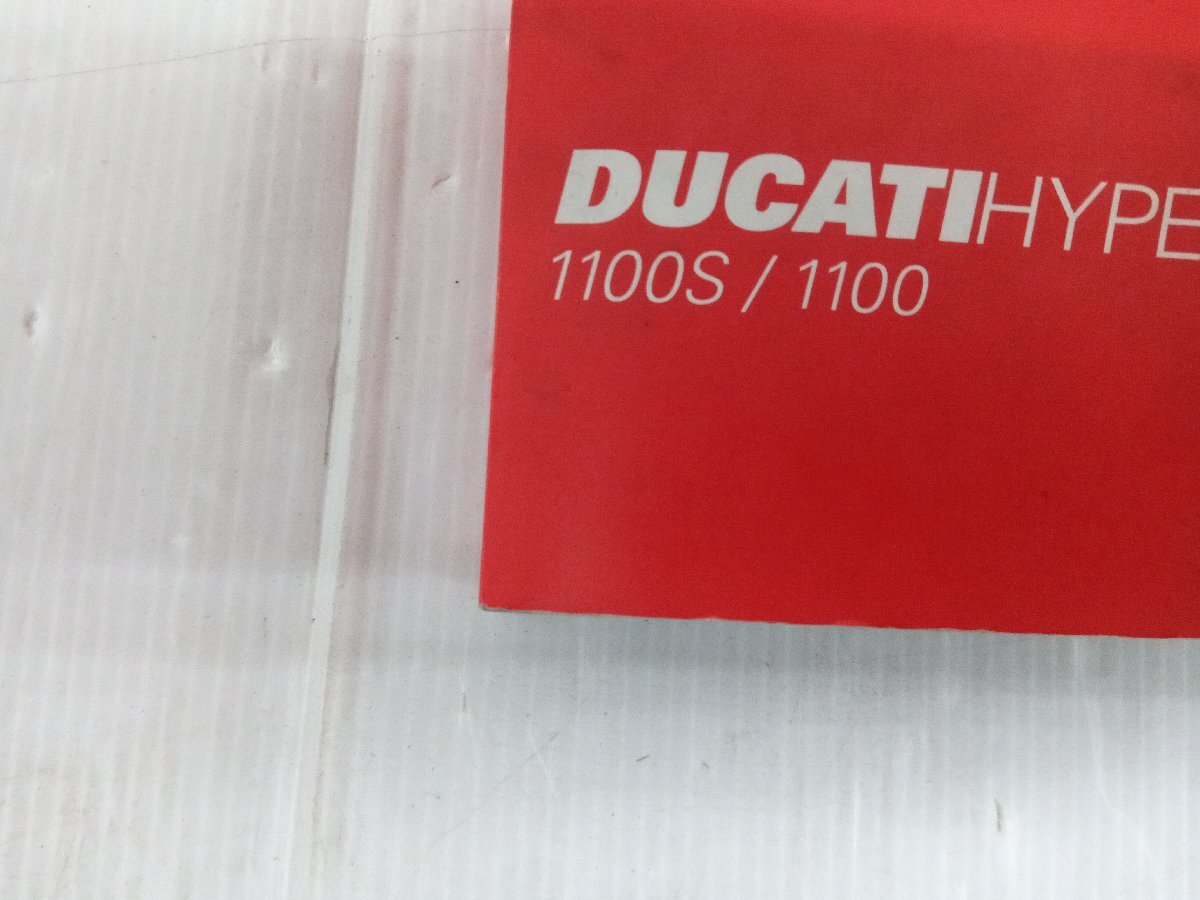 DUCATIHYPE
1100S / 1100